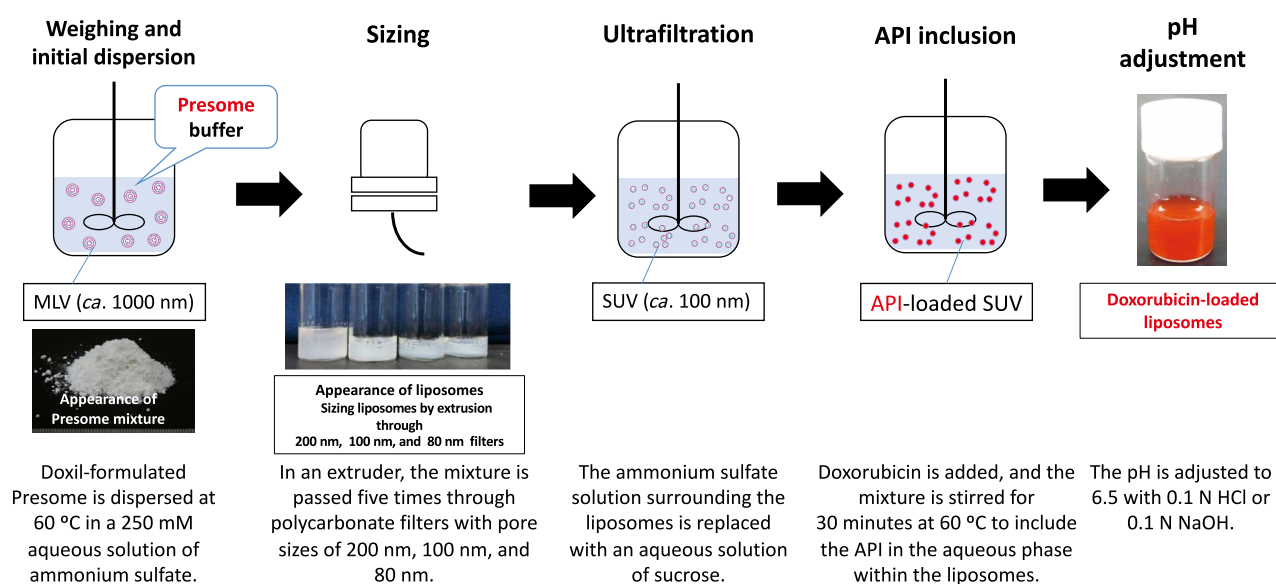 Weighing and
initial dispersion
Sizing
Ultrafiltration
API inclusion
pH
adjustment
Presome
buffer
MLV (ca. 1000 nm)
SUV (ca. 100 nm)
API-loaded SUV
Doxorubicin-loaded
liposomes
Appearance of
Presome mixture
Appearance of liposomes
Sizing liposomes by extrusion
through
200 nm, 100 nm, and 80 nm filters
Doxil-formulated
Presome is dispersed at
60 ºC in a 250 mM
aqueous solution of
ammonium sulfate.
In an extruder, the mixture is
passed five times through
polycarbonate filters with pore
sizes of 200 nm, 100 nm, and
80 nm.
The ammonium sulfate
solution surrounding the
liposomes is replaced
with an aqueous solution
of sucrose.
Doxorubicin is added, and the
mixture is stirred for
30 minutes at 60 ºC to include
the API in the aqueous phase
within the liposomes.
The pH is adjusted to
6.5 with 0.1 N HCl or
0.1 N NaOH.